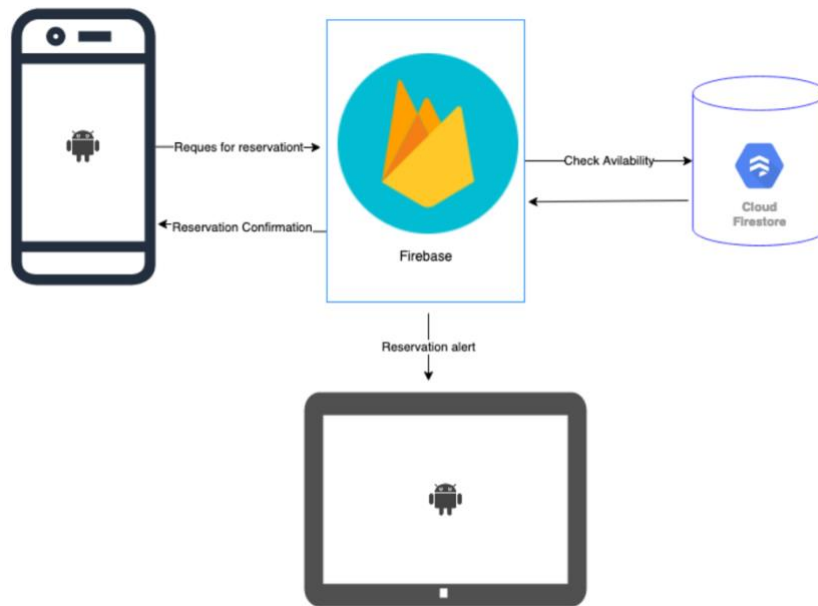 Reques for reservationt
Check Avilability
Cloud
Firestore
Reservation Confirmation
Firebase
Reservation alert